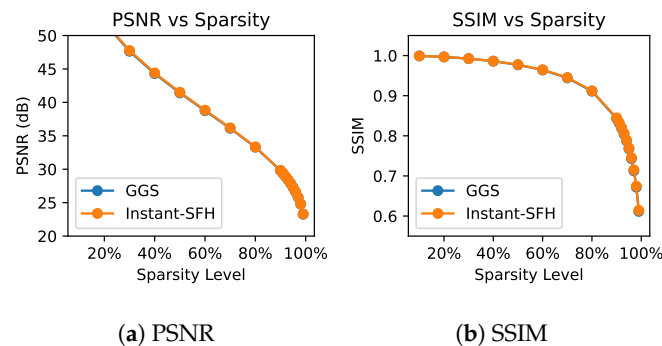 PSNR vs Sparsity
50
45
40
35
30
25
20
PSNR (dB)
GGS
Instant-SFH
20% 40% 60% 80% 100%
Sparsity Level
(a) PSNR
SSIM vs Sparsity
1.0
0.9
0.8
0.7
0.6
SSIM
GGS
Instant-SFH
20% 40% 60% 80% 100%
Sparsity Level
(b) SSIM